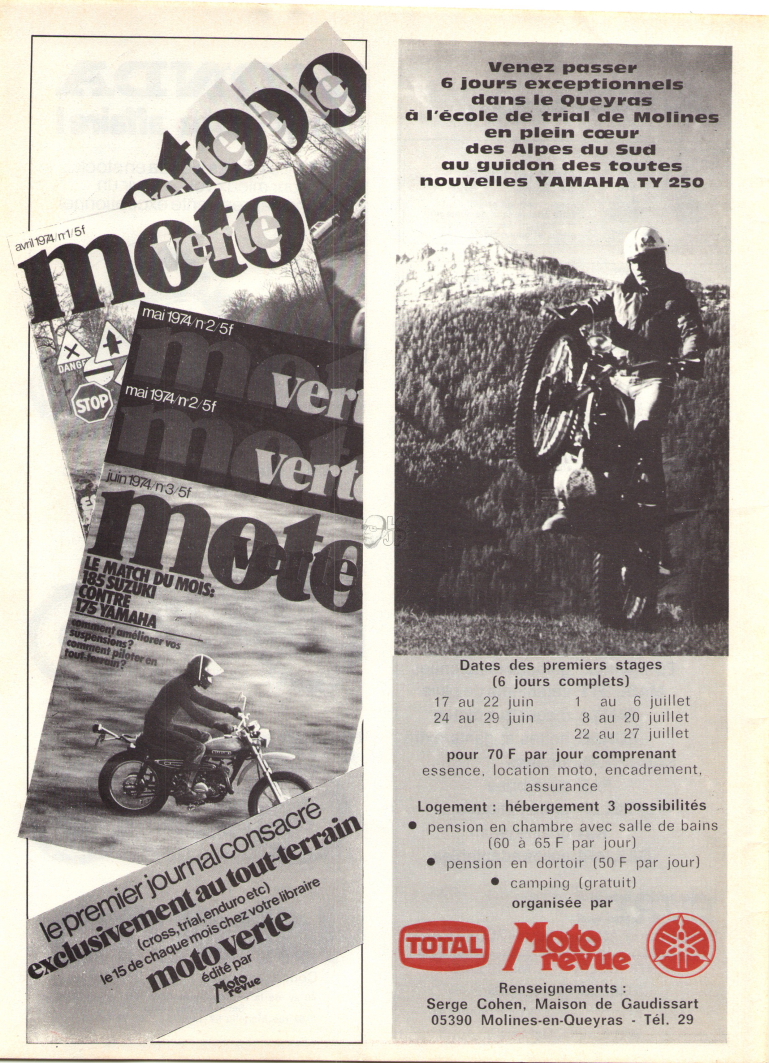 moto
verte
avril 1974/n·1/5f
moto
verte
DANGER
STOP
mai 1974/n·2/5f
moto
verte
mai 1974/n·2/5f
moto
verte
juin 1974/n·3/5f
moto
verte
LE MATCH DU MOIS:
185 SUZUKI
CONTRE
175 YAMAHA
comment améliorer vos
suspensions?
comment piloter en
tout-terrain?
le premier journal consacré
exclusivement au tout-terrain
(cross, trial, enduro etc)
le 15 de chaque mois chez votre libraire
moto verte
édité par
Moto
revue
Venez passer
6 jours exceptionnels
dans le Queyras
à l'école de trial de Molines
en plein cœur
des Alpes du Sud
au guidon des toutes
nouvelles YAMAHA TY 250
Dates des premiers stages
(6 jours complets)
17 au 22 juin 1 au 6 juillet
24 au 29 juin 8 au 20 juillet
22 au 27 juillet
pour 70 F par jour comprenant
essence, location moto, encadrement,
assurance
Logement : hébergement 3 possibilités
• pension en chambre avec salle de bains
(60 à 65 F par jour)
• pension en dortoir (50 F par jour)
• camping (gratuit)
organisée par
TOTAL
Moto
revue
Renseignements :
Serge Cohen, Maison de Gaudissart
05390 Molines-en-Queyras - Tél. 29